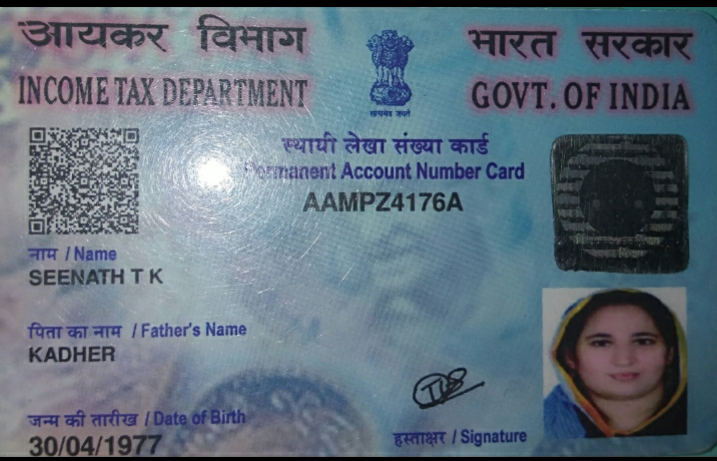 आयकर विभाग
INCOME TAX DEPARTMENT
भारत सरकार
GOVT. OF INDIA
सत्यमेव जयते
स्थायी लेखा संख्या कार्ड
Permanent Account Number Card
AAMPZ4176A
नाम / Name
SEENATH T K
पिता का नाम / Father's Name
KADHER
जन्म की तारीख / Date of Birth
30/04/1977
हस्ताक्षर / Signature